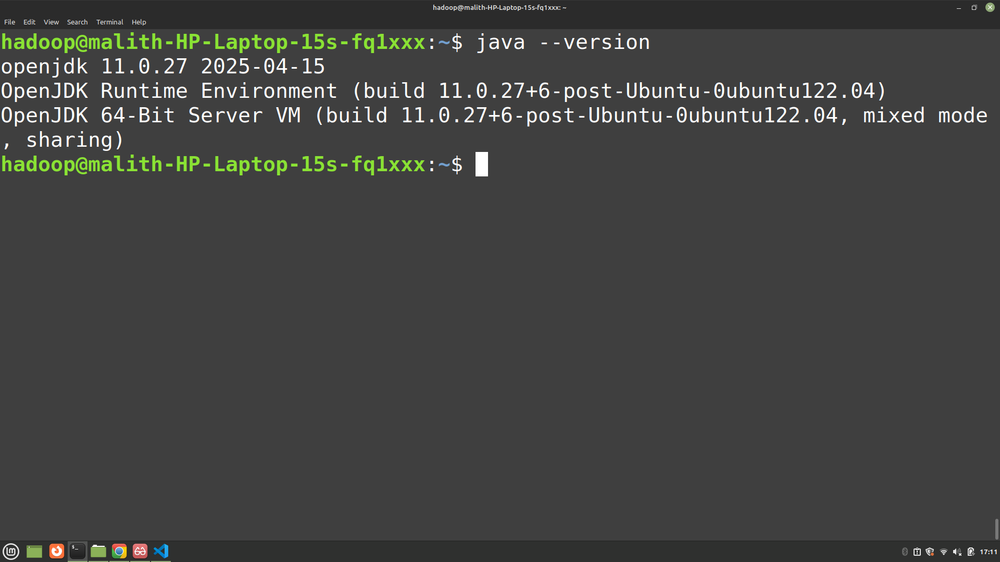 hadoop@malith-HP-Laptop-15s-fq1xxx: ~
File Edit View Search Terminal Help
hadoop@malith-HP-Laptop-15s-fq1xxx:~$ java --version
openjdk 11.0.27 2025-04-15
OpenJDK Runtime Environment (build 11.0.27+6-post-Ubuntu-0ubuntu122.04)
OpenJDK 64-Bit Server VM (build 11.0.27+6-post-Ubuntu-0ubuntu122.04, mixed mode
, sharing)
hadoop@malith-HP-Laptop-15s-fq1xxx:~$
17:11